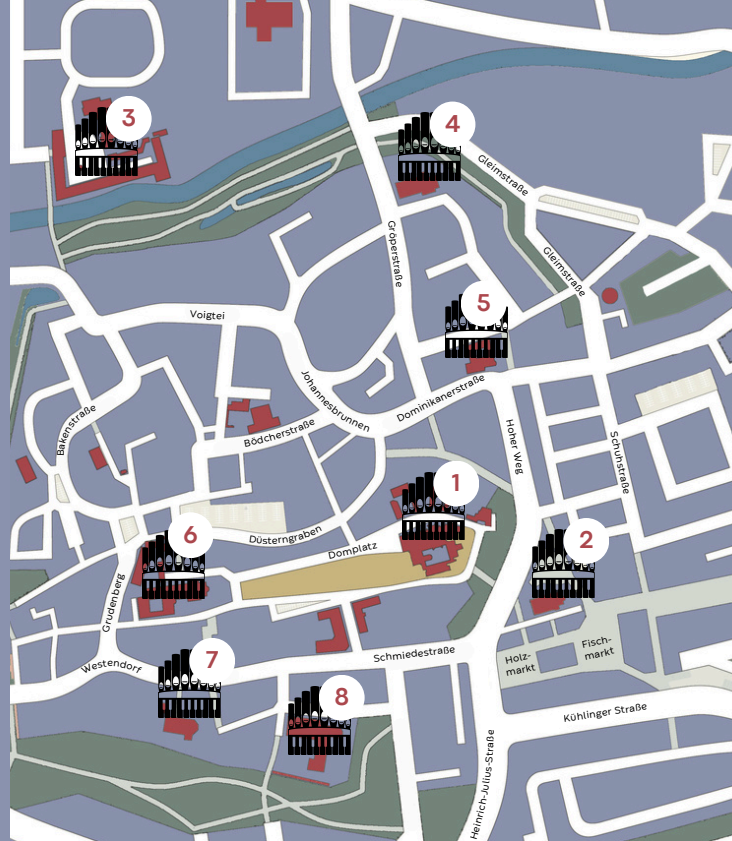 3
4
Gleimstraße
Gröperstraße
Gleimstraße
5
Voigtei
Johannesbrunnen
Dominikanerstraße
Bakenstraße
Bödcherstraße
Hoher Weg
Schuhstraße
1
6
Düsterngraben
Domplatz
2
Grudenberg
Westendorf
7
Schmiedestraße
Holz-
markt
Fisch-
markt
8
Kühlinger Straße
Heinrich-Julius-Straße